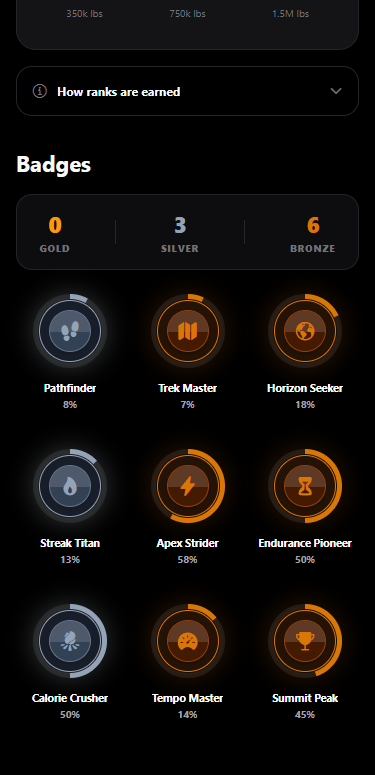 350k lbs 750k lbs 1.5M lbs
How ranks are earned
Badges
0 3 6
GOLD SILVER BRONZE
Pathfinder Trek Master Horizon Seeker
8% 7% 18%
Streak Titan Apex Strider Endurance Pioneer
13% 58% 50%
Calorie Crusher Tempo Master Summit Peak
50% 14% 45%